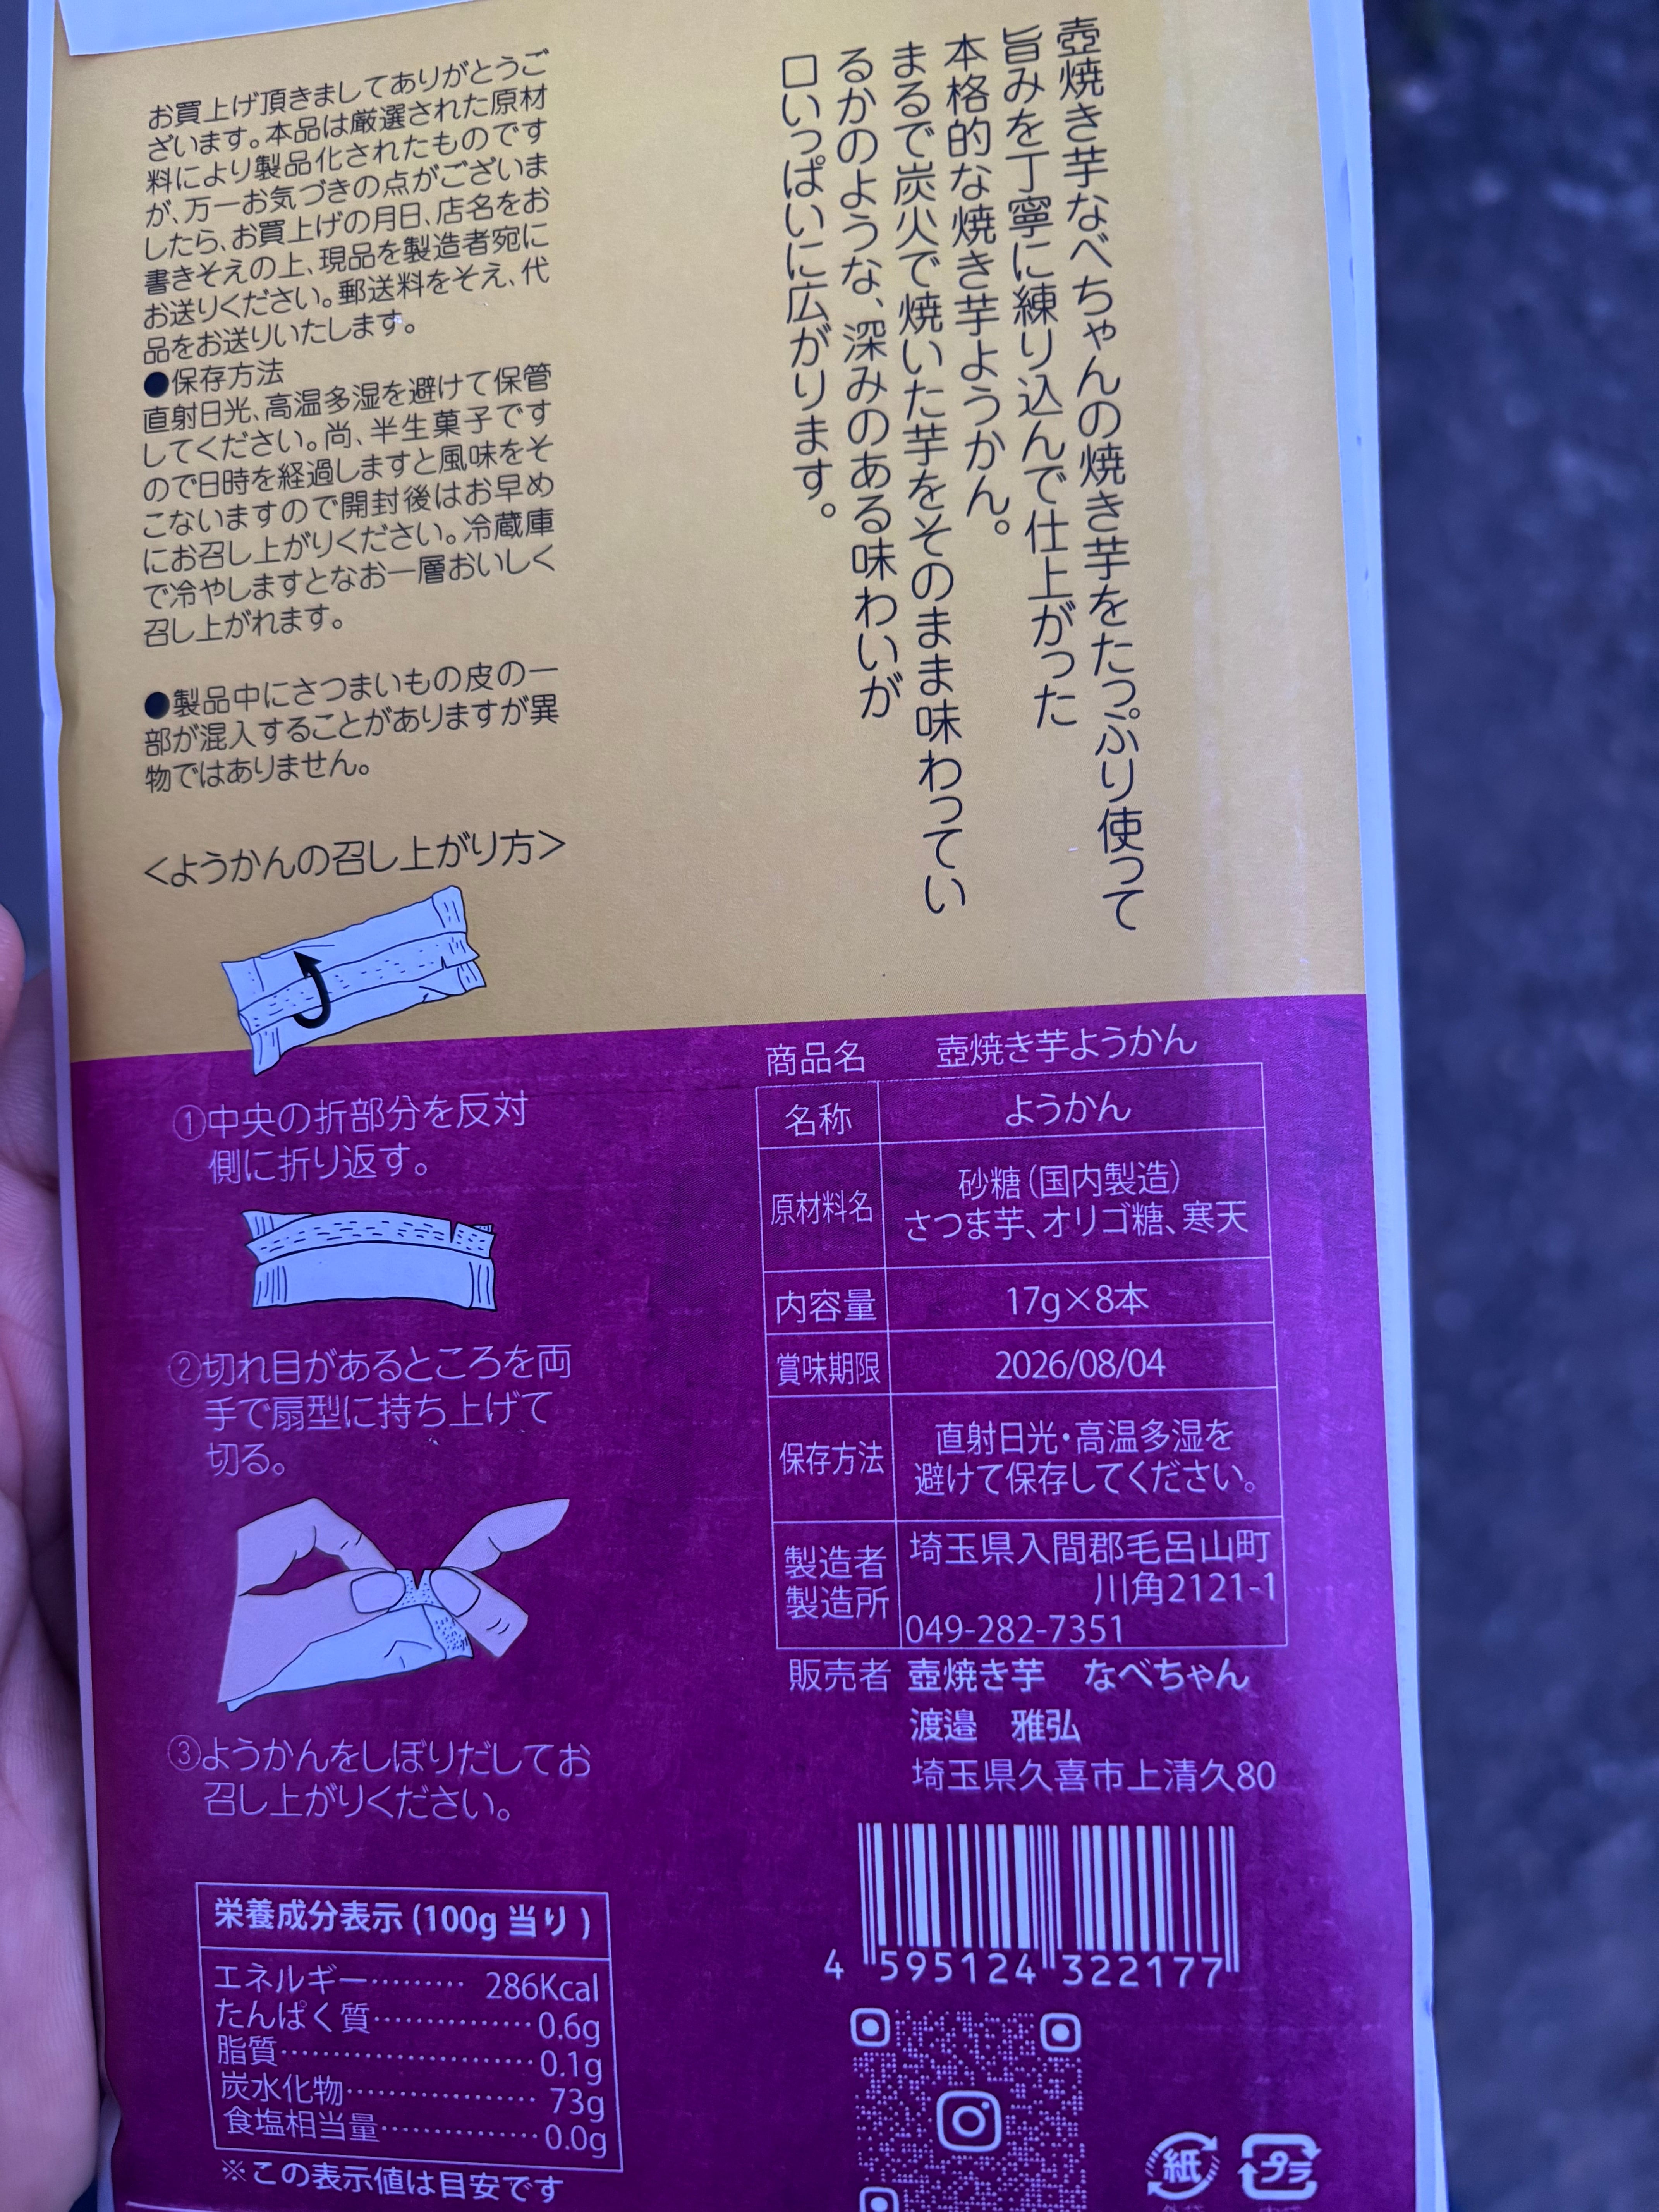 壺焼き芋なべちゃんの焼き芋をたっぷり使って
旨みを丁寧に練り込んで仕上がった
本格的な焼き芋ようかん。
まるで炭火で焼いた芋をそのまま味わってい
るかのような、深みのある味わいが
口いっぱいに広がります。
お買上げ頂きましてありがとうご
ざいます。本品は厳選された原材
料により製品化されたものです
が、万一お気づきの点がございま
したら、お買上げの月日、店名をお
書きそえの上、現品を製造者宛に
お送りください。郵送料をそえ、代
品をお送りいたします。
●保存方法
直射日光、高温多湿を避けて保管
してください。尚、半生菓子です
ので日時を経過しますと風味をそ
こないますので開封後はお早め
にお召し上がりください。冷蔵庫
で冷やしますとなお一層おいしく
召し上がれます。
●製品中にさつまいもの皮の一
部が混入することがありますが異
物ではありません。
<ようかんの召し上がり方>
①中央の折部分を反対
側に折り返す。
②切れ目があるところを両
手で扇型に持ち上げて
切る。
③ようかんをしぼりだしてお
召し上がりください。
栄養成分表示(100g 当り)
エネルギー……… 286Kcal
たんぱく質……………0.6g
脂質……………………0.1g
炭水化物……………… 73g
食塩相当量……………0.0g
※この表示値は目安です
商品名 壺焼き芋ようかん
名称 ようかん
原材料名 砂糖(国内製造)
さつま芋、オリゴ糖、寒天
内容量 17g×8本
賞味期限 2026/08/04
保存方法 直射日光・高温多湿を
避けて保存してください。
製造者 埼玉県入間郡毛呂山町
製造所 川角2121-1
049-282-7351
販売者 壺焼き芋 なべちゃん
渡邉 雅弘
埼玉県久喜市上清久80
4 595124 322177
紙 プラ